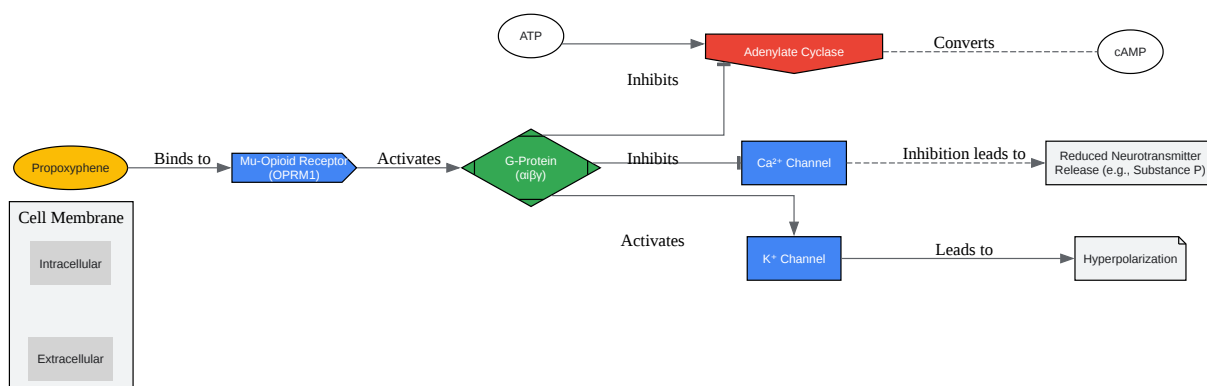 ATP
Adenylate Cyclase
Converts
cAMP
Inhibits
Propoxyphene
Binds to
Mu-Opioid Receptor
(OPRM1)
Activates
G-Protein
(αiβγ)
Inhibits
Ca²⁺ Channel
Inhibition leads to
Reduced Neurotransmitter
Release (e.g., Substance P)
Cell Membrane
Intracellular
Extracellular
Activates
K⁺ Channel
Leads to
Hyperpolarization